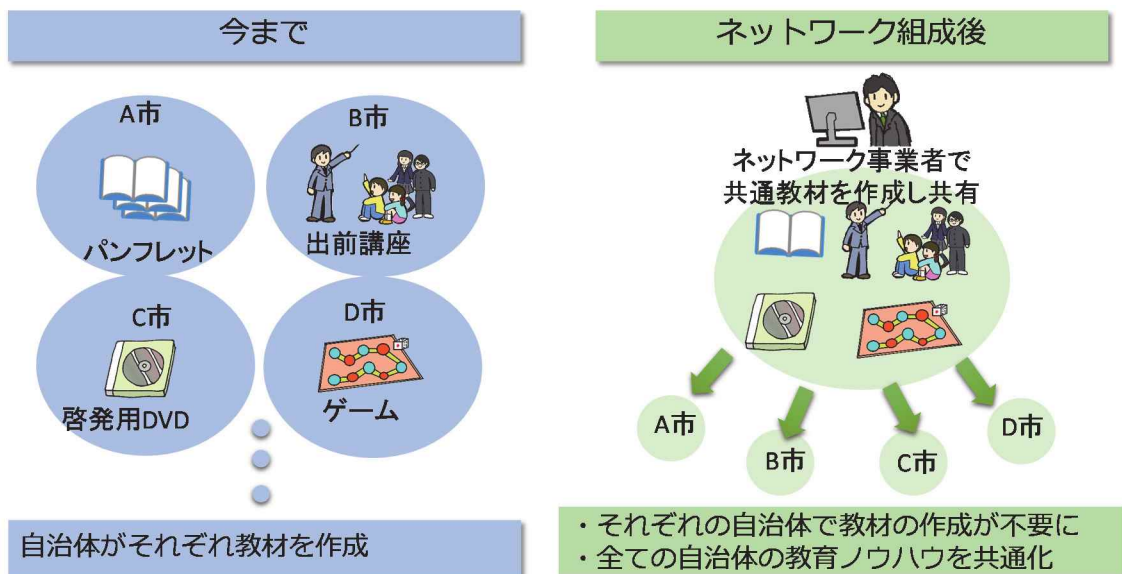 今まで
A市
パンフレット
B市
出前講座
C市
啓発用DVD
D市
ゲーム
自治体がそれぞれ教材を作成
ネットワーク組成後
ネットワーク事業者で
共通教材を作成し共有
A市
B市
C市
D市
・それぞれの自治体で教材の作成が不要に
・全ての自治体の教育ノウハウを共通化